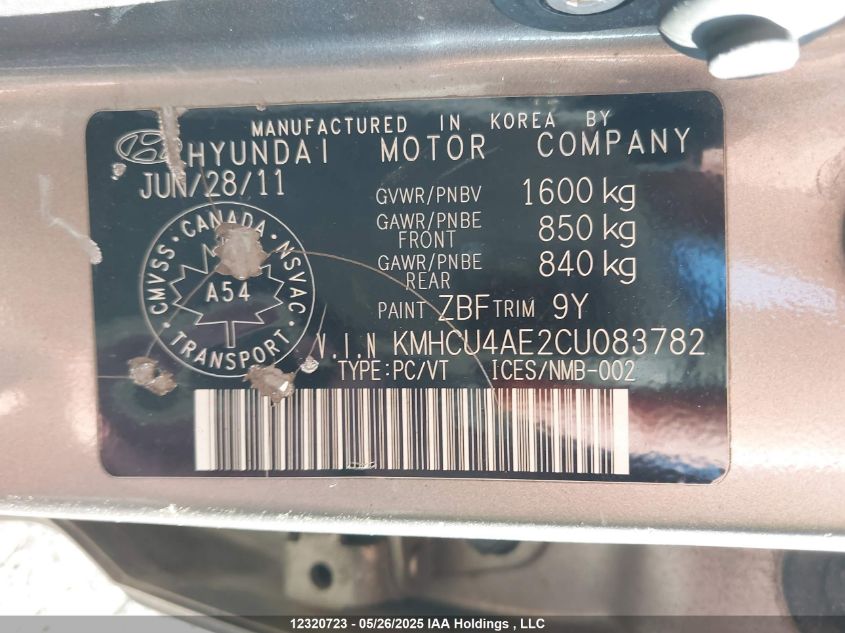 MANUFACTURED IN KOREA BY
HYUNDAI MOTOR COMPANY
JUN/28/11
GVWR/PNBV 1600 kg
GAWR/PNBE FRONT 850 kg
GAWR/PNBE REAR 840 kg
PAINT ZBF TRIM 9Y
CMVSS · CANADA · NSVAC · TRANSPORT ·
A54
V.I.N KMHCU4AE2CU083782
TYPE:PC/VT ICES/NMB-002
12320723 - 05/26/2025 IAA Holdings , LLC